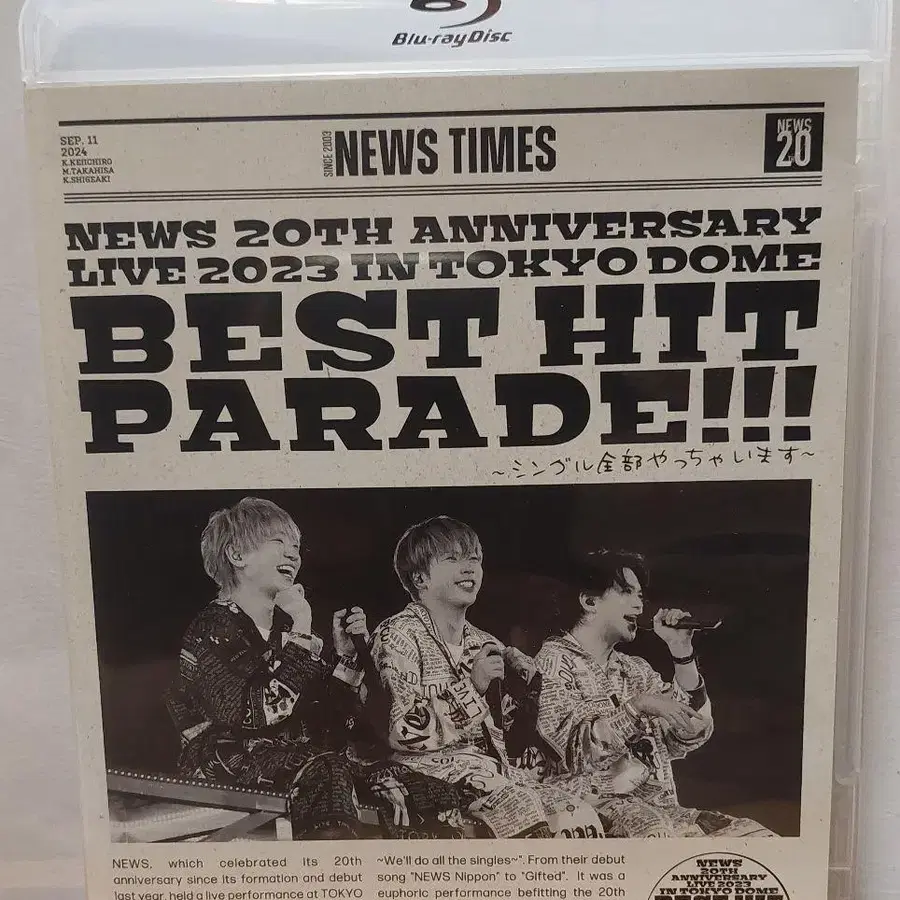 Blu-ray Disc
SEP. 11
2024
K.KEIICHIRO
M.TAKAHISA
K.SHIGEAKI
SINCE 2003
NEWS TIMES
NEWS
20
NEWS 20TH ANNIVERSARY
LIVE 2023 IN TOKYO DOME
BEST HIT
PARADE!!!
~シングル全部やっちゃいます~
NEWS, which celebrated its 20th
anniversary since its formation and debut
last year, held a live performance at TOKYO
~We'll do all the singles~". From their debut
song "NEWS Nippon" to "Gifted". It was a
euphoric performance befitting the 20th
NEWS
20TH
ANNIVERSARY
LIVE 2023
IN TOKYO DOME
BEST HIT